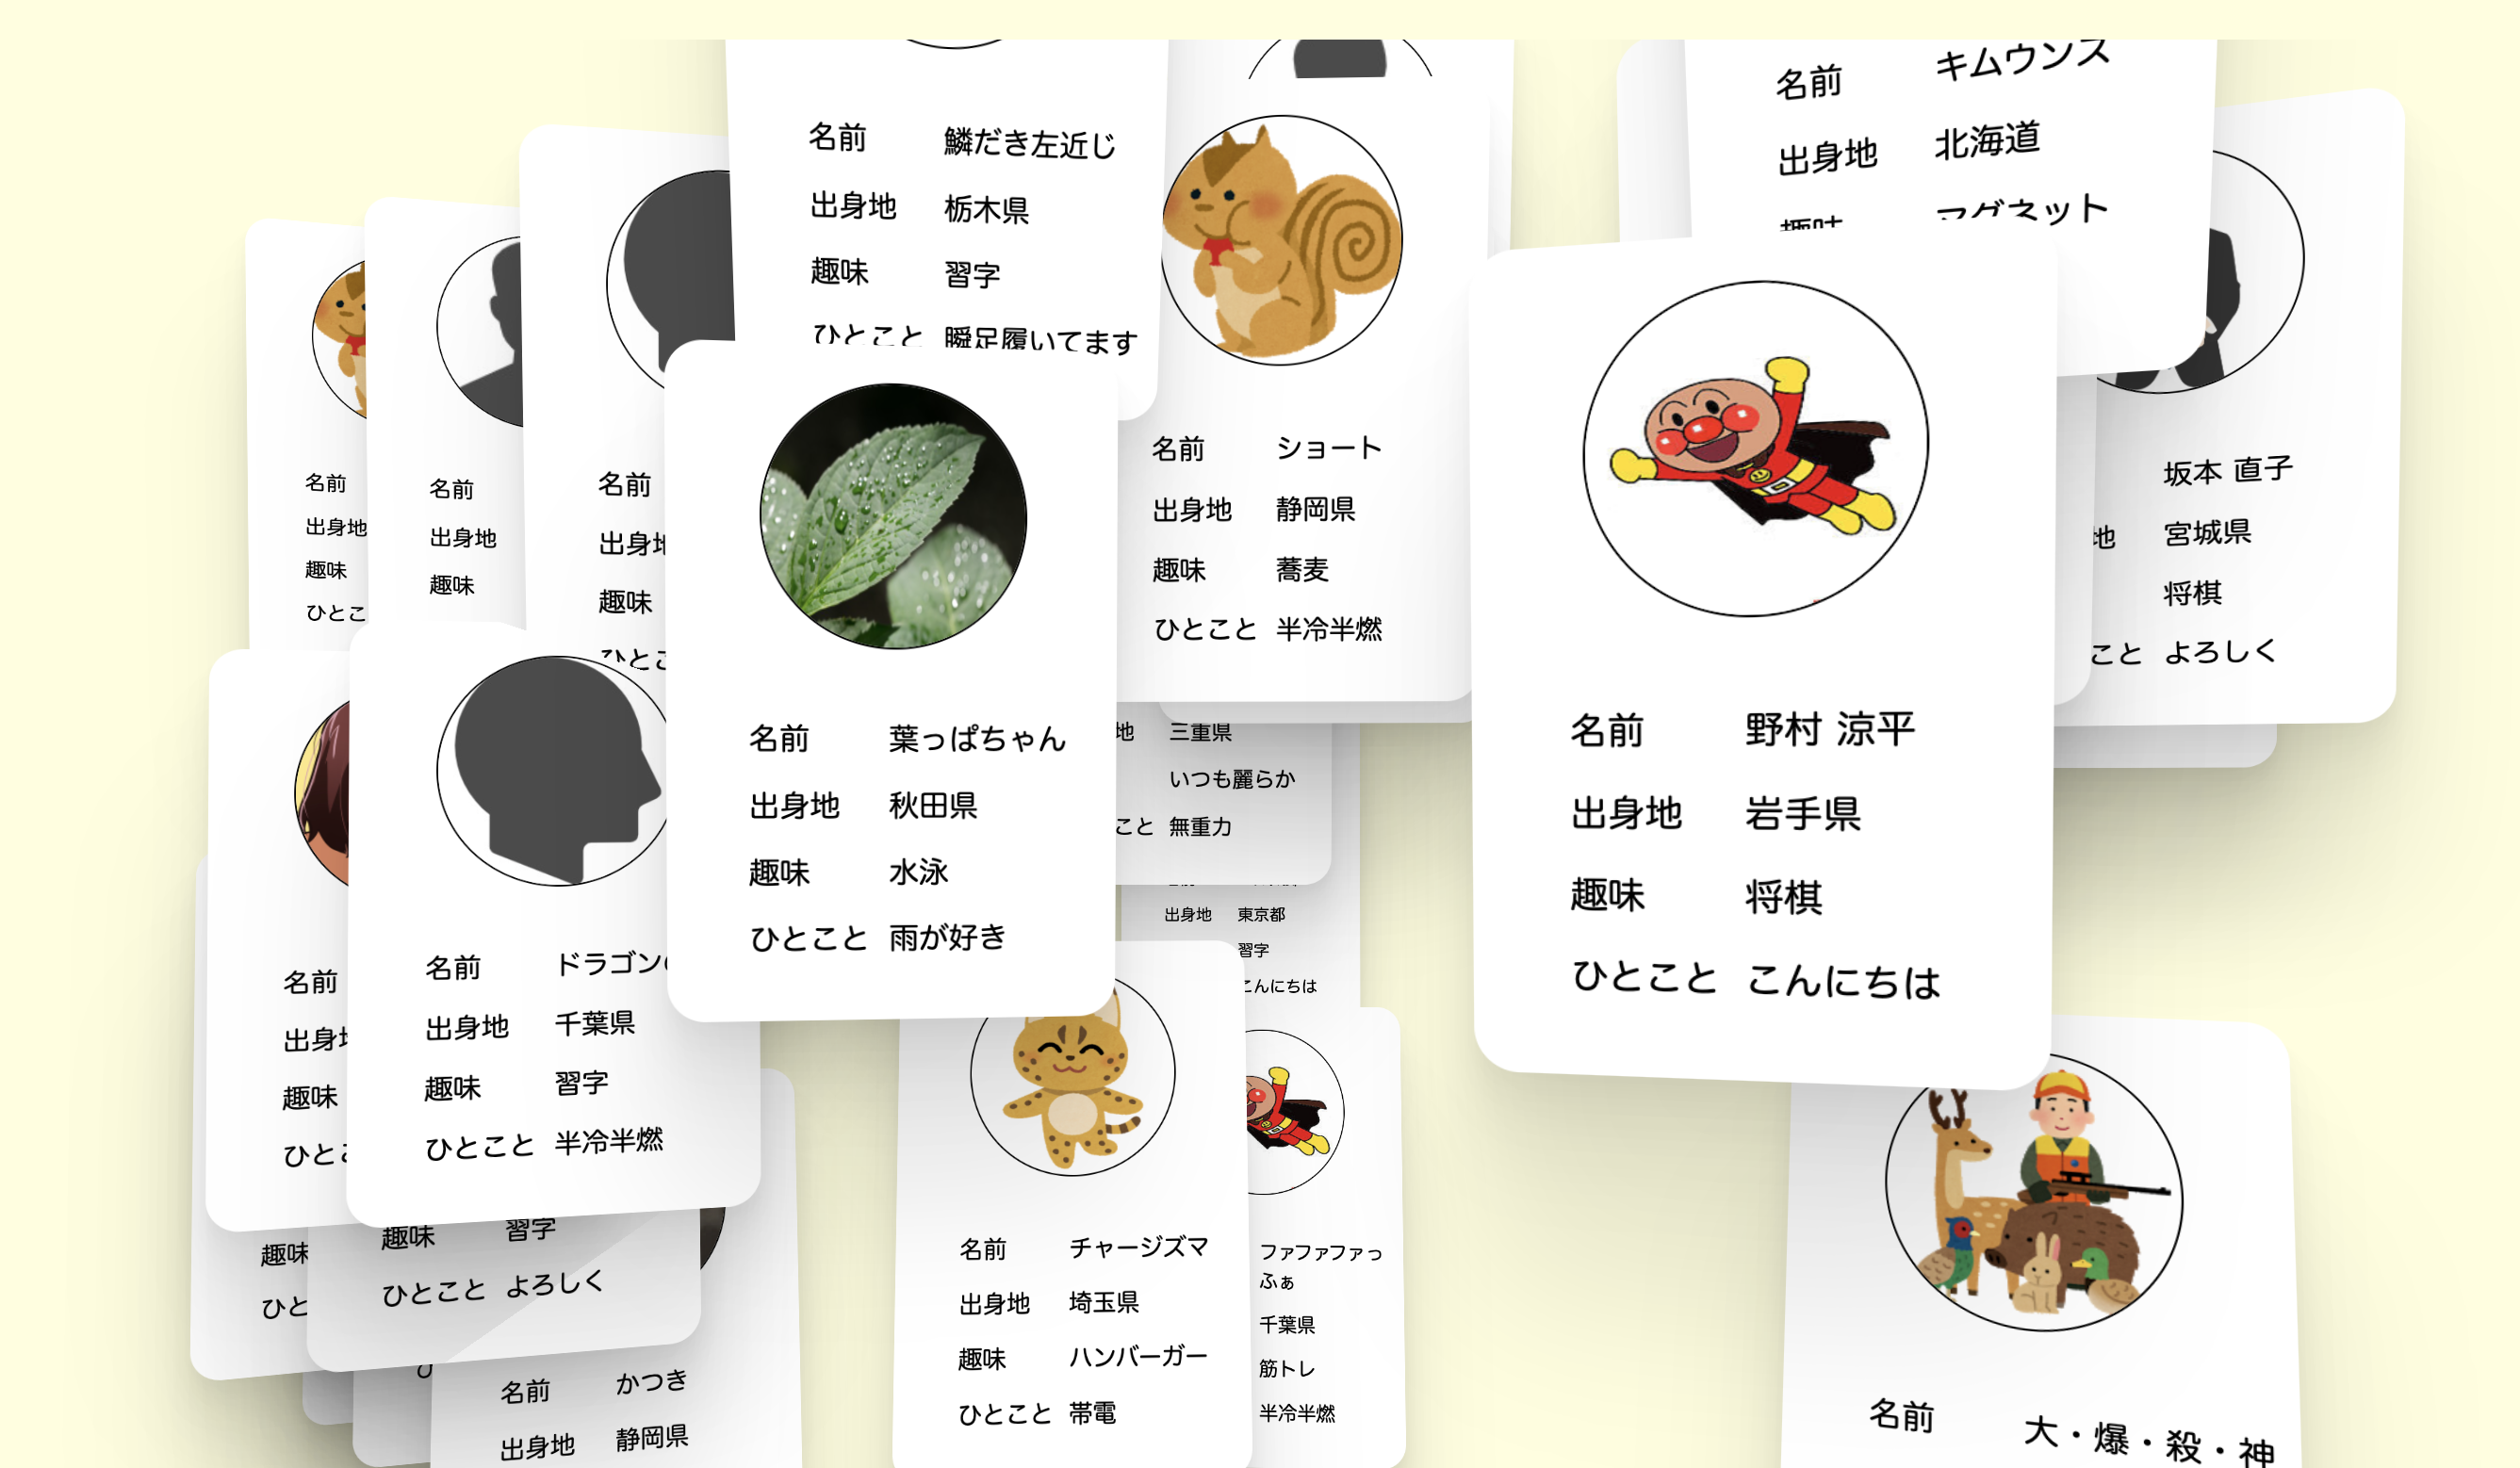 名前 鱗だき左近じ
出身地 栃木県
趣味 習字
ひとこと 瞬足履いてます
名前 キムウンス
出身地 北海道
趣味 マグネット
名前
出身地
趣味
ひとこ
名前
出身地
趣味
名前
出身地
趣味
ひとこ
名前 ショート
出身地 静岡県
趣味 蕎麦
ひとこと 半冷半燃
坂本 直子
地 宮城県
将棋
こと よろしく
名前 葉っぱちゃん
出身地 秋田県
趣味 水泳
ひとこと 雨が好き
地 三重県
いつも麗らか
こと 無重力
名前 野村 涼平
出身地 岩手県
趣味 将棋
ひとこと こんにちは
出身地 東京都
習字
こんにちは
名前
出身地
趣味
ひとこ
名前 ドラゴン
出身地 千葉県
趣味 習字
ひとこと 半冷半燃
趣味
ひと
趣味 習字
ひとこと よろしく
ひ
名前 かつき
出身地 静岡県
名前 チャージズマ
出身地 埼玉県
趣味 ハンバーガー
ひとこと 帯電
ファファファっ
ふぁ
千葉県
筋トレ
半冷半燃
名前 大・爆・殺・神